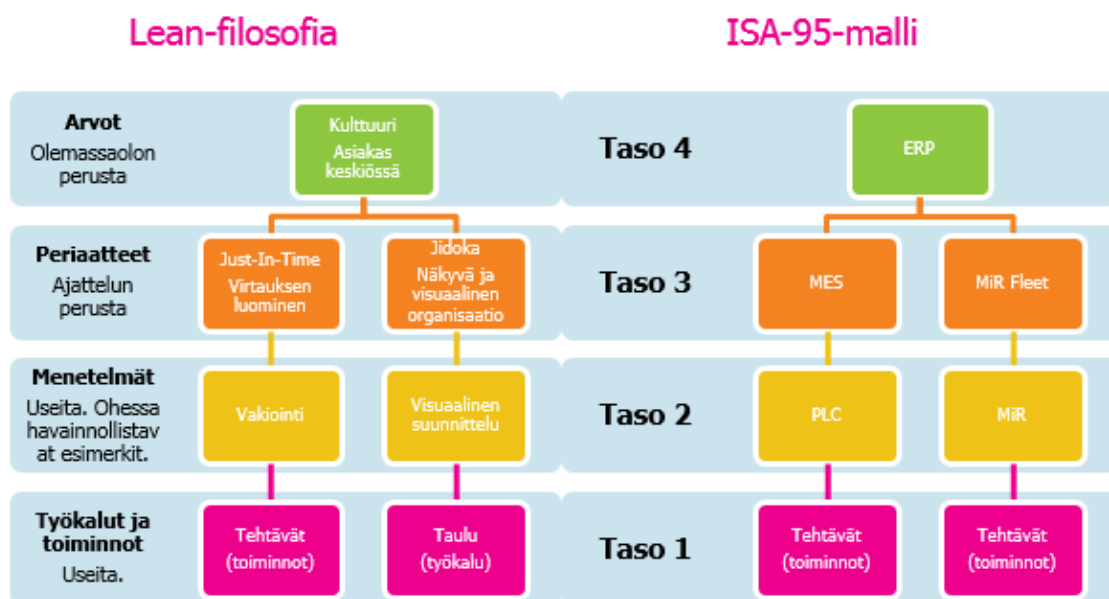 Lean-filosofia
ISA-95-malli
Arvot
Olemassaolon
perusta
Kulttuuri
Asiakas
keskiössä
Taso 4
ERP
Periaatteet
Ajattelun
perusta
Just-In-Time
Virtauksen
luominen
Jidoka
Näkyvä ja
visuaalinen
organisaatio
Taso 3
MES
MiR Fleet
Menetelmät
Useita. Ohessa
havainnollistav
at esimerkit.
Vakiointi
Visuaalinen
suunnittelu
Taso 2
PLC
MiR
Työkalut ja
toiminnot
Useita.
Tehtävät
(toiminnot)
Taulu
(työkalu)
Taso 1
Tehtävät
(toiminnot)
Tehtävät
(toiminnot)